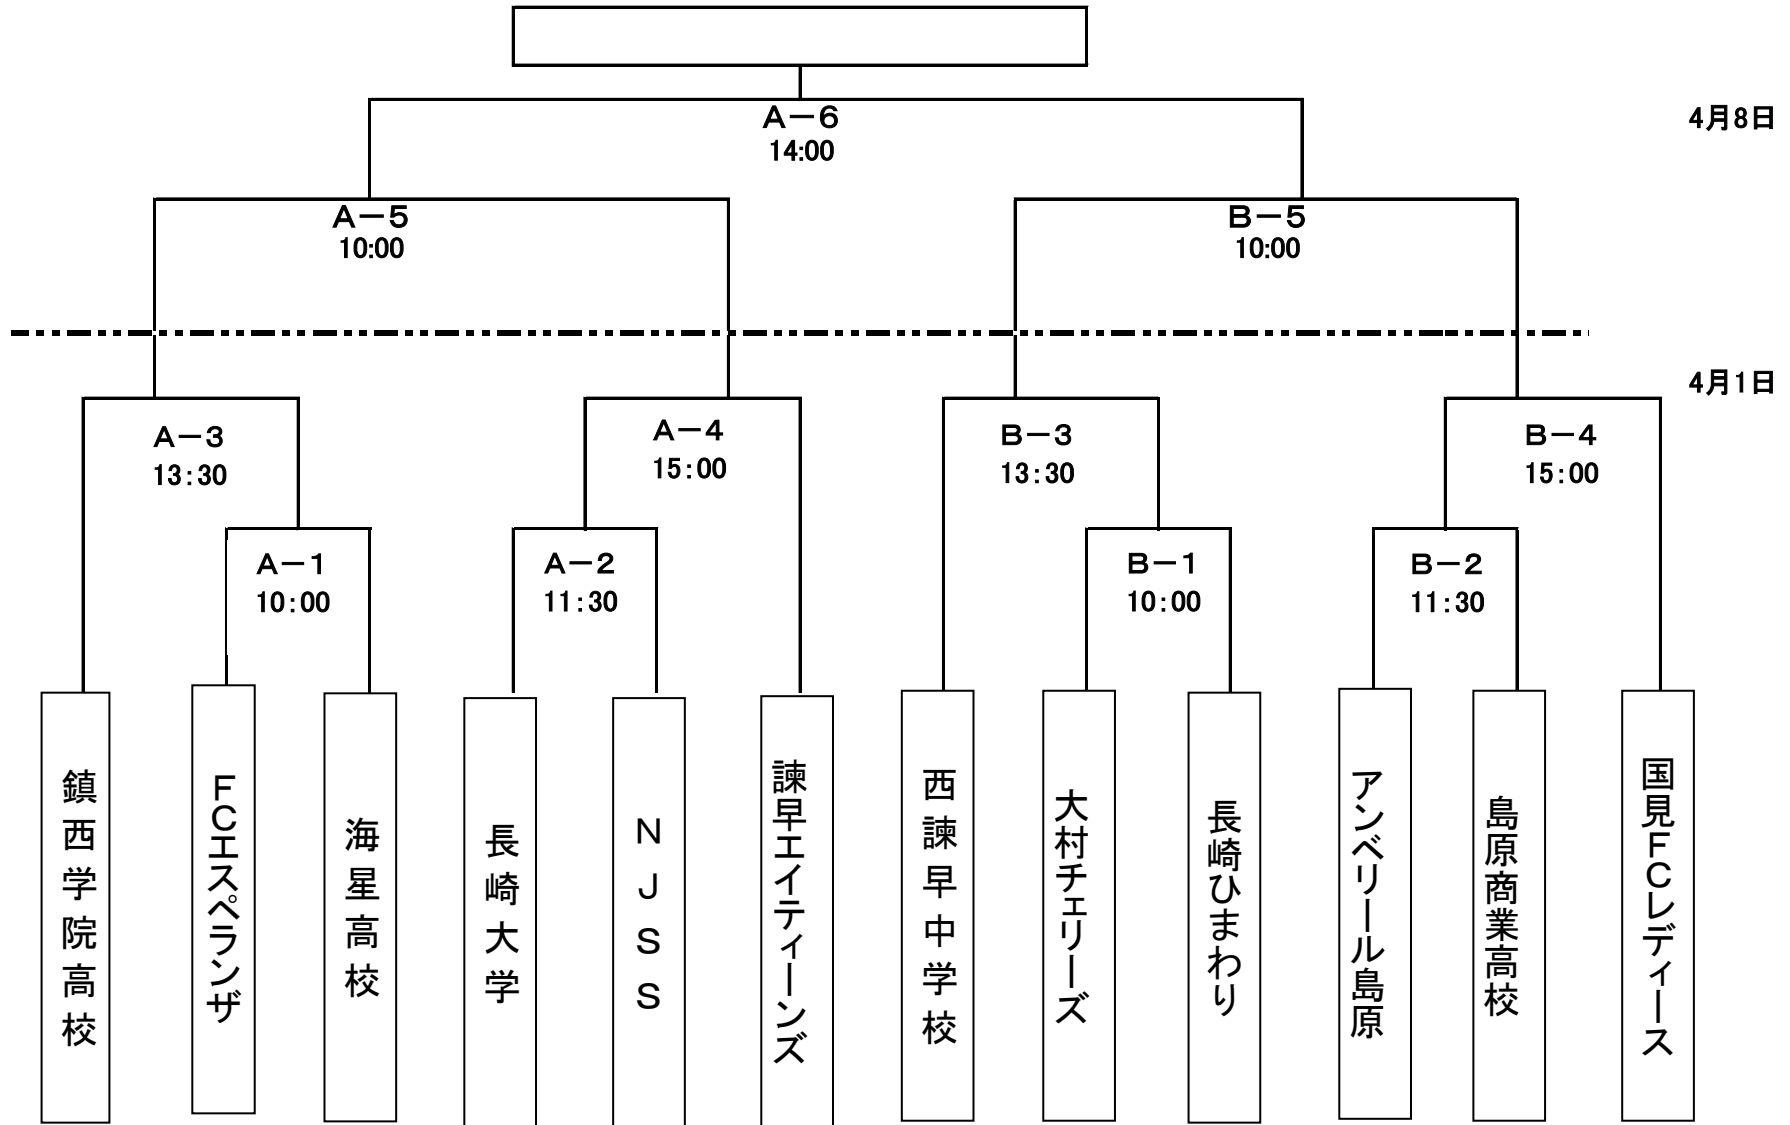 A－6
14:00
4月8日
A－5
10:00
B－5
10:00
4月1日
A－3
13:30
A－4
15:00
B－3
13:30
B－4
15:00
A－1
10:00
A－2
11:30
B－1
10:00
B－2
11:30
鎮西学院高校
FCエスペランザ
海星高校
長崎大学
NJSS
諫早エイティーンズ
西諫早中学校
大村チェリーズ
長崎ひまわり
アンベリール島原
島原商業高校
国見FCレディース